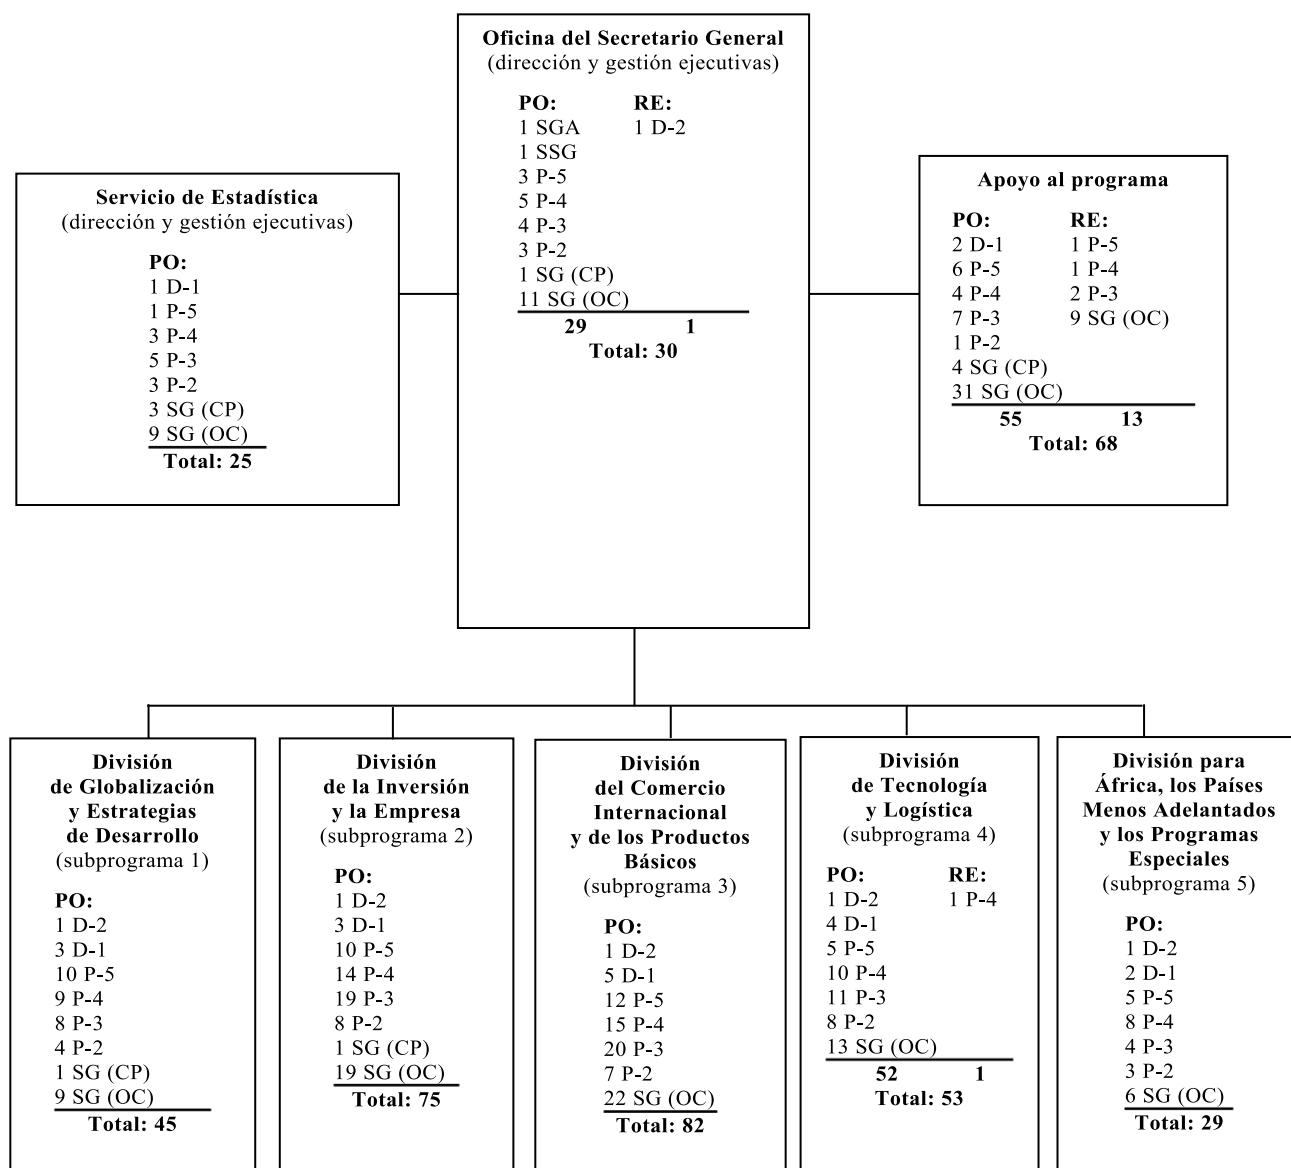 Oficina del Secretario General
(dirección y gestión ejecutivas)
PO: RE:
1 SGA 1 D-2
1 SSG
3 P-5
5 P-4
4 P-3
3 P-2
1 SG (CP)
11 SG (OC)
29 1
Total: 30
Servicio de Estadística
(dirección y gestión ejecutivas)
PO:
1 D-1
1 P-5
3 P-4
5 P-3
3 P-2
3 SG (CP)
9 SG (OC)
Total: 25
Apoyo al programa
PO: RE:
2 D-1 1 P-5
6 P-5 1 P-4
4 P-4 2 P-3
7 P-3 9 SG (OC)
1 P-2
4 SG (CP)
31 SG (OC)
55 13
Total: 68
División
de Globalización
y Estrategias
de Desarrollo
(subprograma 1)
PO:
1 D-2
3 D-1
10 P-5
9 P-4
8 P-3
4 P-2
1 SG (CP)
9 SG (OC)
Total: 45
División
de la Inversión
y la Empresa
(subprograma 2)
PO:
1 D-2
3 D-1
10 P-5
14 P-4
19 P-3
8 P-2
1 SG (CP)
19 SG (OC)
Total: 75
División
del Comercio
Internacional
y de los Productos
Básicos
(subprograma 3)
PO:
1 D-2
5 D-1
12 P-5
15 P-4
20 P-3
7 P-2
22 SG (OC)
Total: 82
División
de Tecnología
y Logística
(subprograma 4)
PO: RE:
1 D-2 1 P-4
4 D-1
5 P-5
10 P-4
11 P-3
8 P-2
13 SG (OC)
52 1
Total: 53
División para
África, los Países
Menos Adelantados
y los Programas
Especiales
(subprograma 5)
PO:
1 D-2
2 D-1
5 P-5
8 P-4
4 P-3
3 P-2
6 SG (OC)
Total: 29